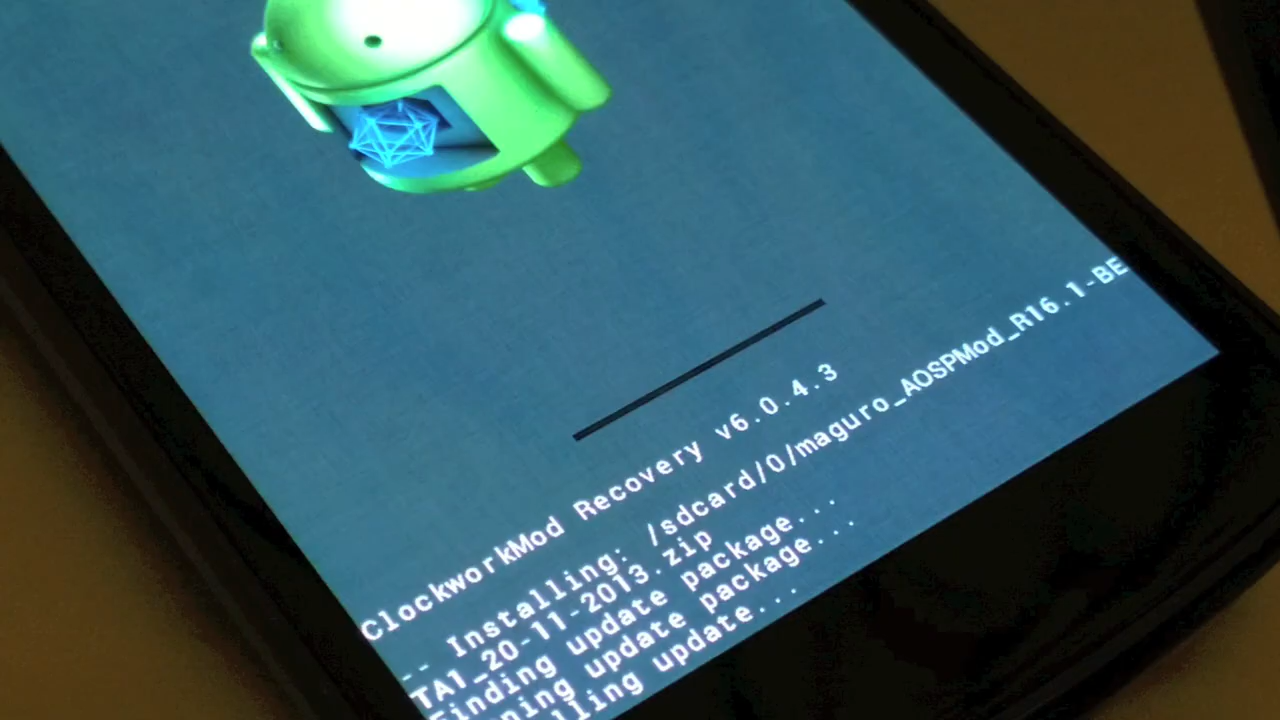 ClockworkMod Recovery v6.0.4.3
-- Installing: /sdcard/0/maguro_AOSPMod_R16.1-BE
TA1_20-11-2013.zip
Finding update package...
update package...
update...